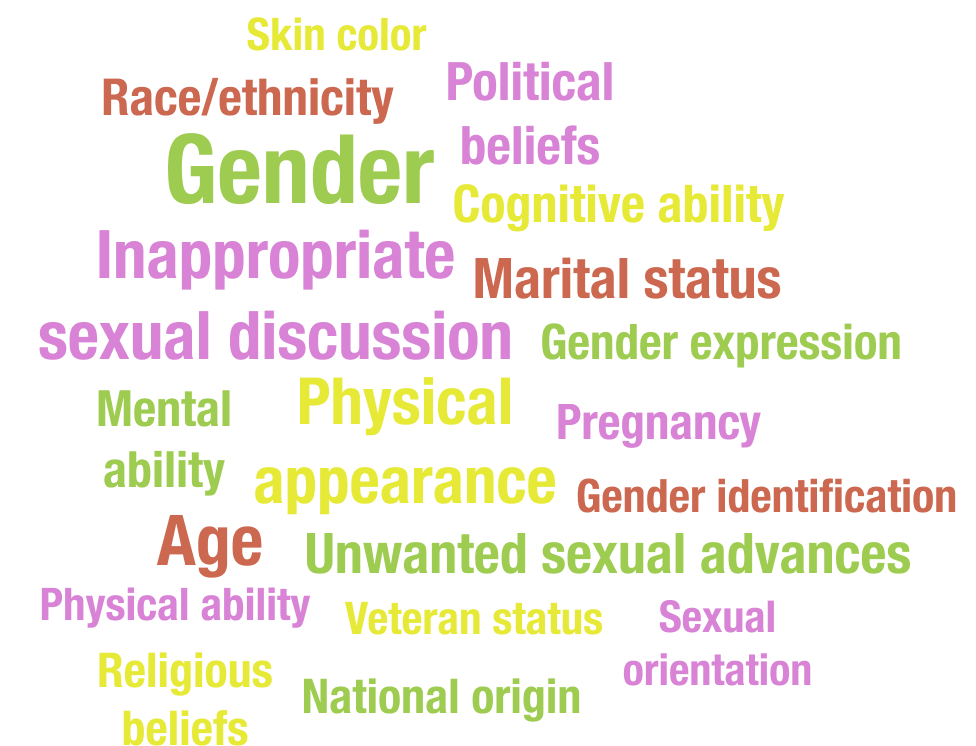 Skin color
Race/ethnicity
Political
beliefs
Gender
Cognitive ability
Inappropriate
sexual discussion
Marital status
Gender expression
Mental
ability
Physical
appearance
Pregnancy
Gender identification
Age
Unwanted sexual advances
Physical ability
Veteran status
Sexual
orientation
Religious
beliefs
National origin